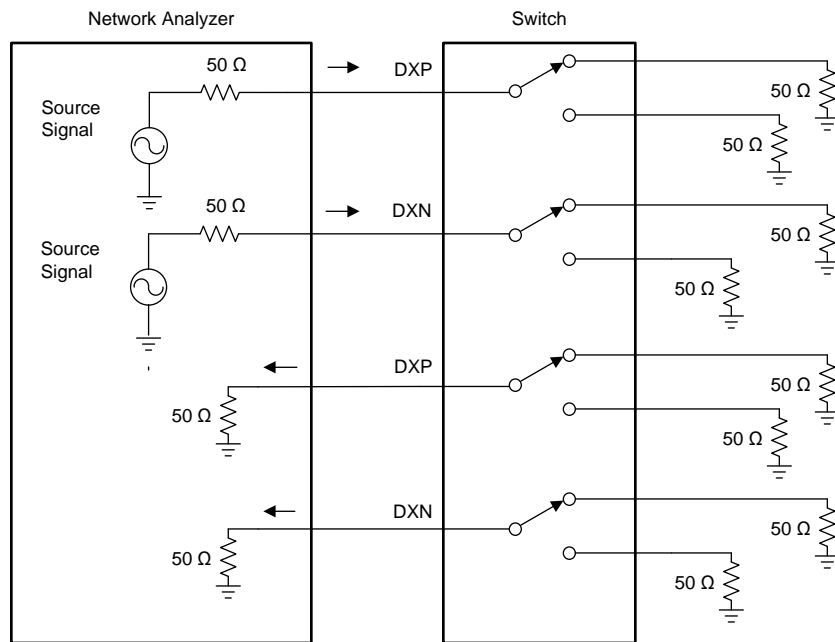 Network Analyzer
Switch
50 Ω
DXP
Source
Signal
50 Ω
50 Ω
50 Ω
DXN
Source
Signal
50 Ω
50 Ω
DXP
50 Ω
50 Ω
50 Ω
DXN
50 Ω
50 Ω
50 Ω